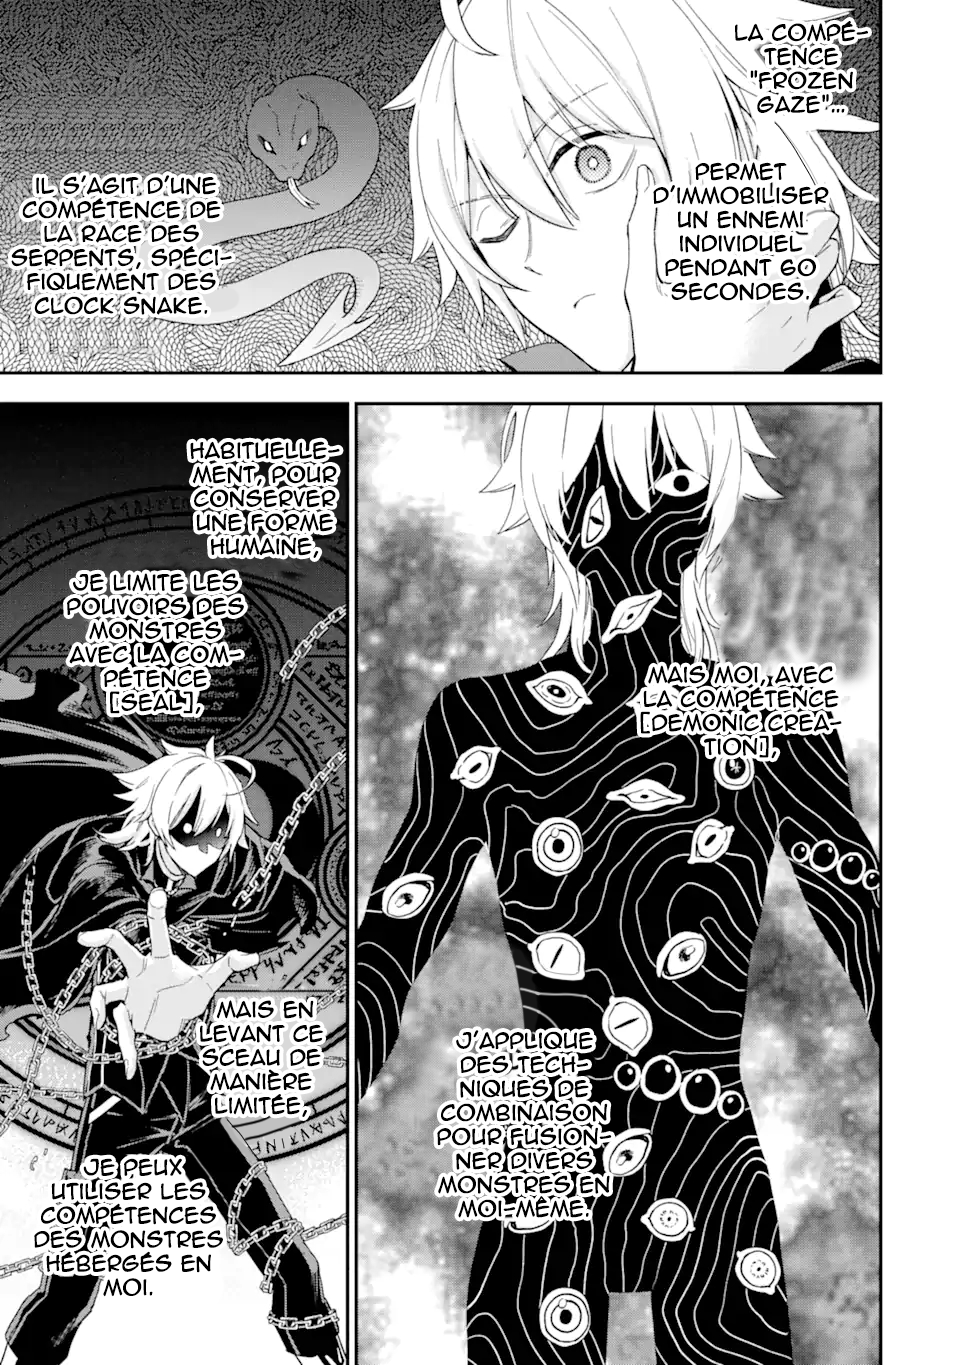 LA COMPÉ-
TENCE
"FROZEN
GAZE"...
PERMET
D'IMMOBILISER
UN ENNEMI
INDIVIDUEL
PENDANT 60
SECONDES.
IL S'AGIT D'UNE
COMPÉTENCE DE
LA RACE DES
SERPENTS, SPÉCI-
FIQUEMENT DES
CLOCK SNAKE.
MAIS MOI, AVEC
LA COMPÉTENCE
[DEMONIC CREA-
TION],
J'APPLIQUE
DES TECH-
NIQUES DE
COMBINAISON
POUR FUSION-
NER DIVERS
MONSTRES EN
MOI-MÊME.
HABITUELLE-
MENT, POUR
CONSERVER
UNE FORME
HUMAINE,
JE LIMITE LES
POUVOIRS DES
MONSTRES
AVEC LA COM-
PÉTENCE
[SEAL],
MAIS EN
LEVANT CE
SCEAU DE
MANIÈRE
LIMITÉE,
JE PEUX
UTILISER LES
COMPÉTENCES
DES MONSTRES
HÉBERGÉS EN
MOI.